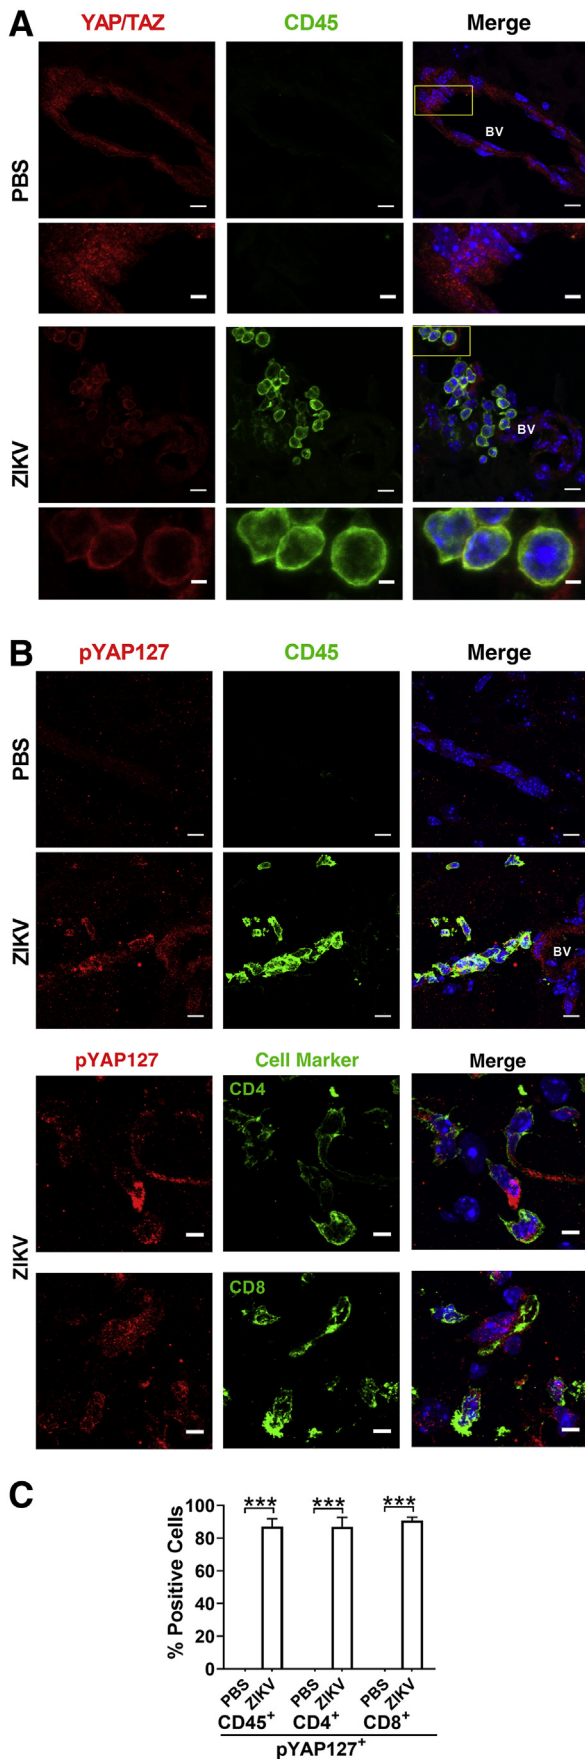 A
YAP/TAZ CD45 Merge
PBS
BV
ZIKV
BV
B
pYAP127 CD45 Merge
PBS
ZIKV
BV
pYAP127 Cell Marker Merge
ZIKV
CD4
CD8
C
% Positive Cells
100
80
60
40
20
0
*** *** ***
PBS ZIKV PBS ZIKV PBS ZIKV
CD45⁺ CD4⁺ CD8⁺
pYAP127⁺